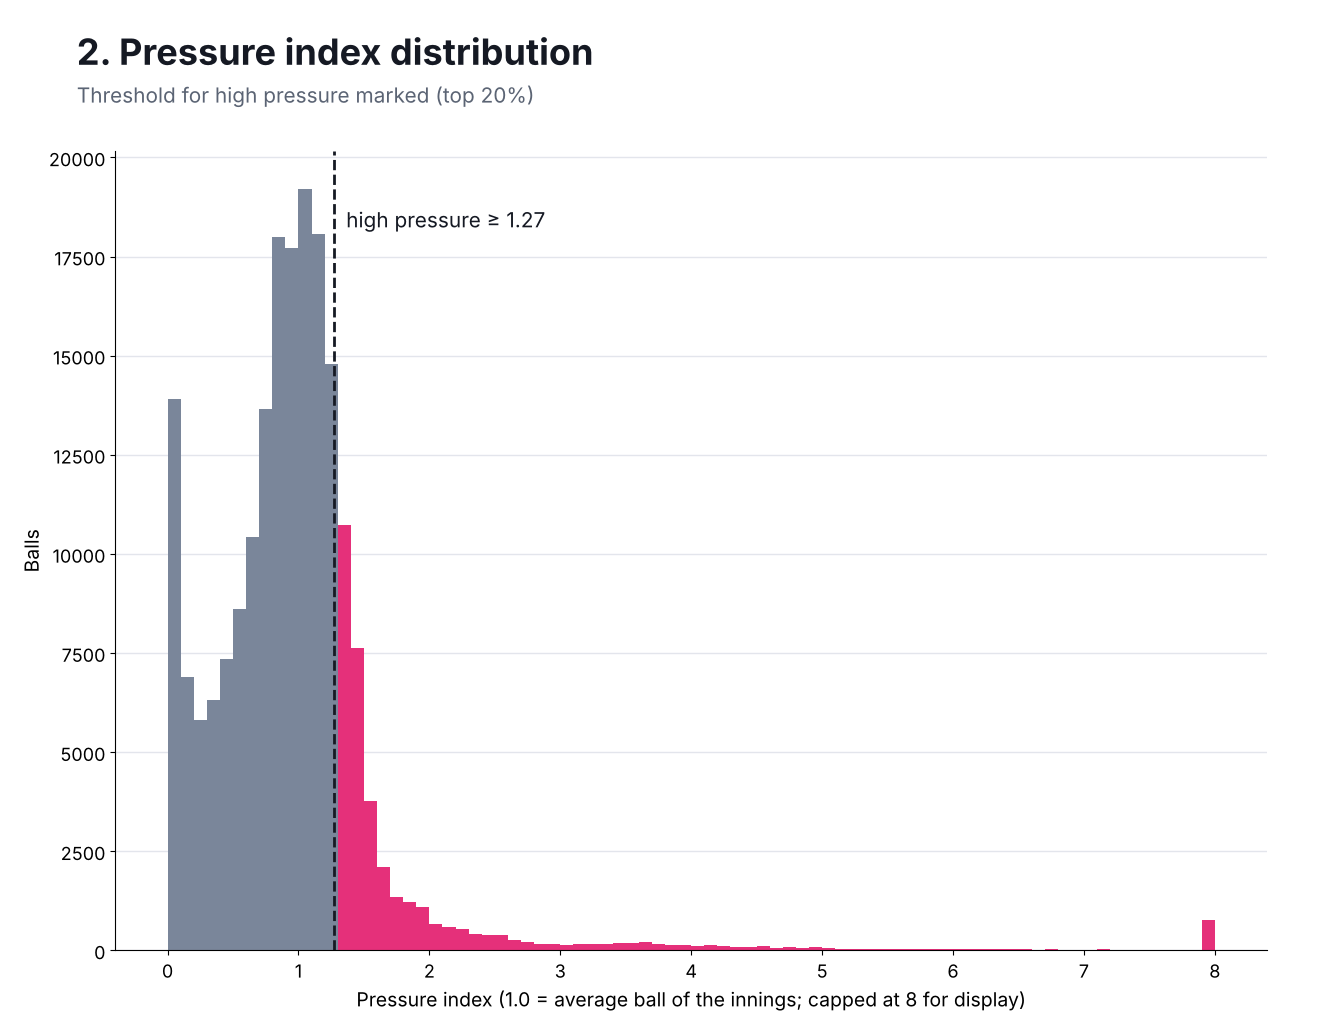 2. Pressure index distribution
Threshold for high pressure marked (top 20%)
20000
high pressure ≥ 1.27
17500
15000
12500
Balls
10000
7500
5000
2500
0
0 1 2 3 4 5 6 7 8
Pressure index (1.0 = average ball of the innings; capped at 8 for display)